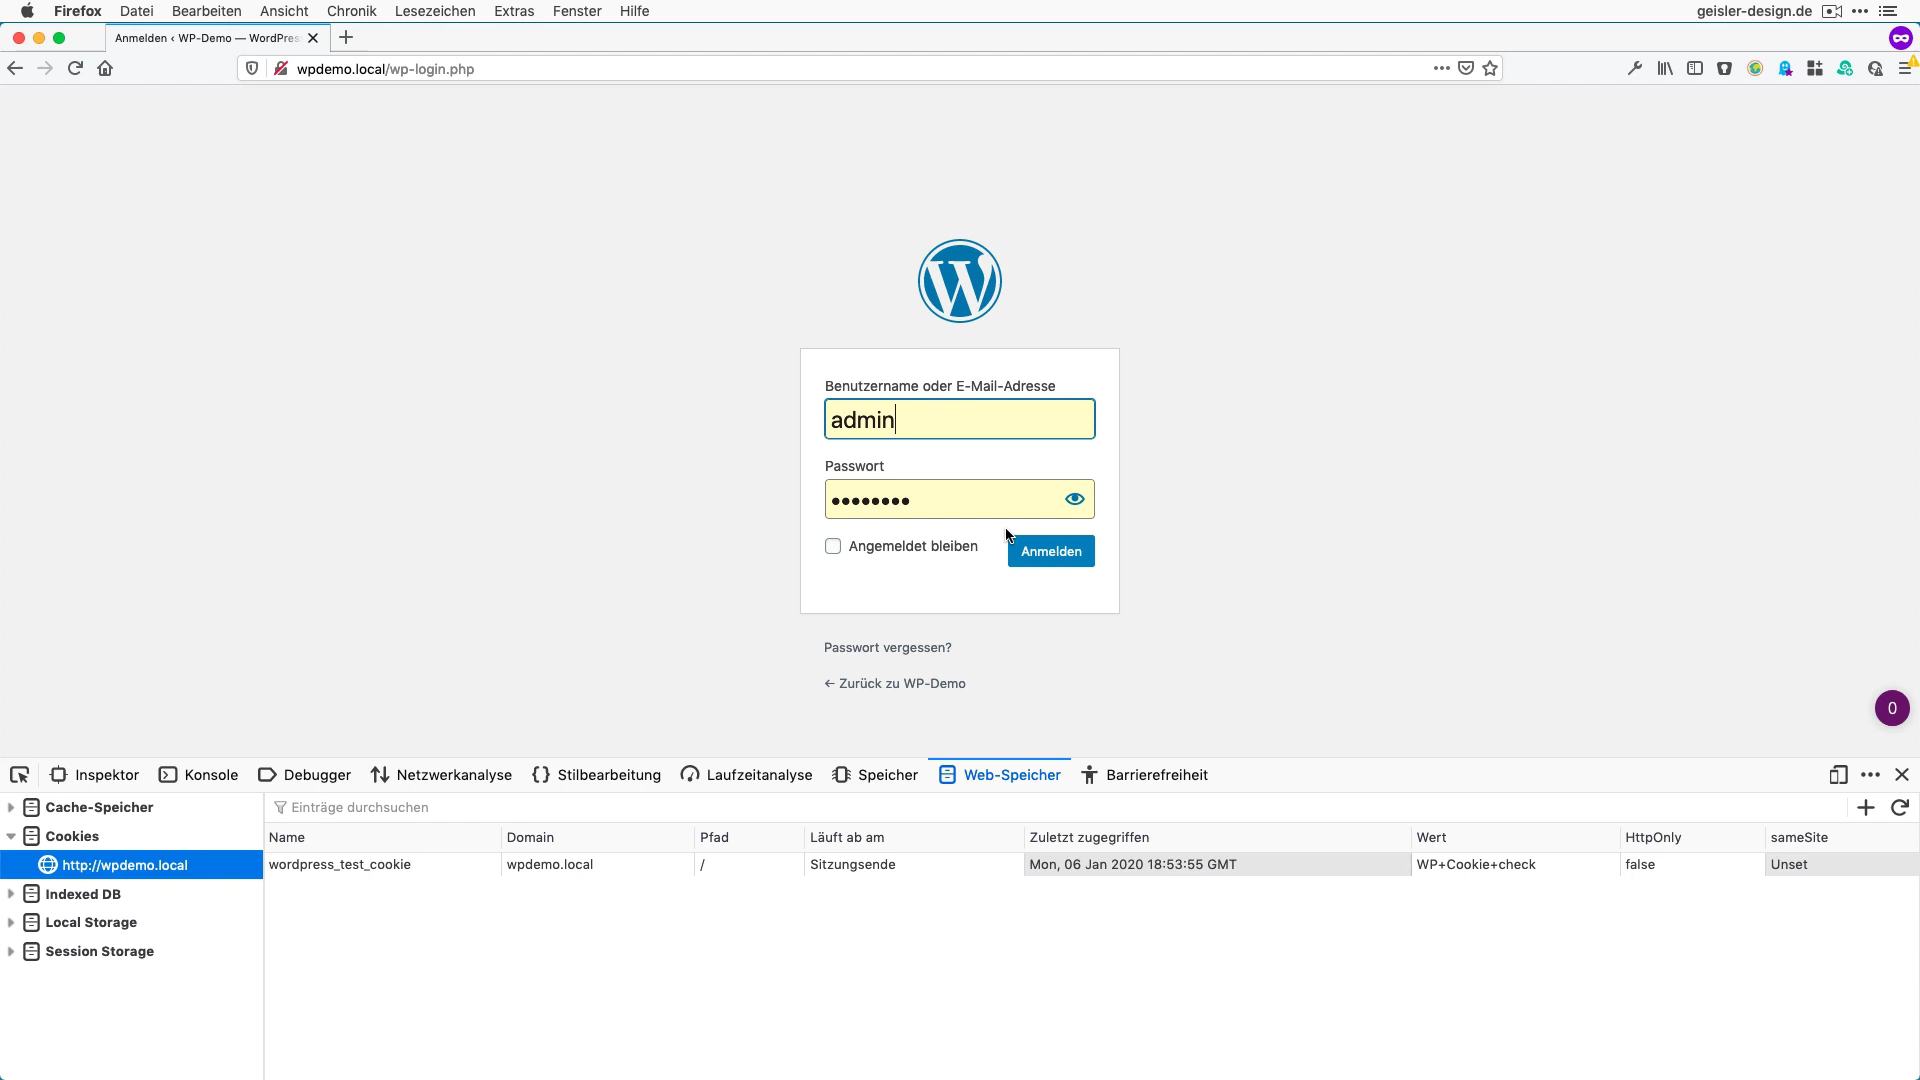 Firefox Datei Bearbeiten Ansicht Chronik Lesezeichen Extras Fenster Hilfe geisler-design.de
Anmelden ‹ WP-Demo — WordPres
wpdemo.local/wp-login.php
Benutzername oder E-Mail-Adresse
admin
Passwort
••••••••
Angemeldet bleiben
Anmelden
Passwort vergessen?
← Zurück zu WP-Demo
0
Inspektor Konsole Debugger Netzwerkanalyse Stilbearbeitung Laufzeitanalyse Speicher Web-Speicher Barrierefreiheit
Cache-Speicher
Cookies
http://wpdemo.local
Indexed DB
Local Storage
Session Storage
Einträge durchsuchen
Name Domain Pfad Läuft ab am Zuletzt zugegriffen Wert HttpOnly sameSite
wordpress_test_cookie wpdemo.local / Sitzungsende Mon, 06 Jan 2020 18:53:55 GMT WP+Cookie+check false Unset